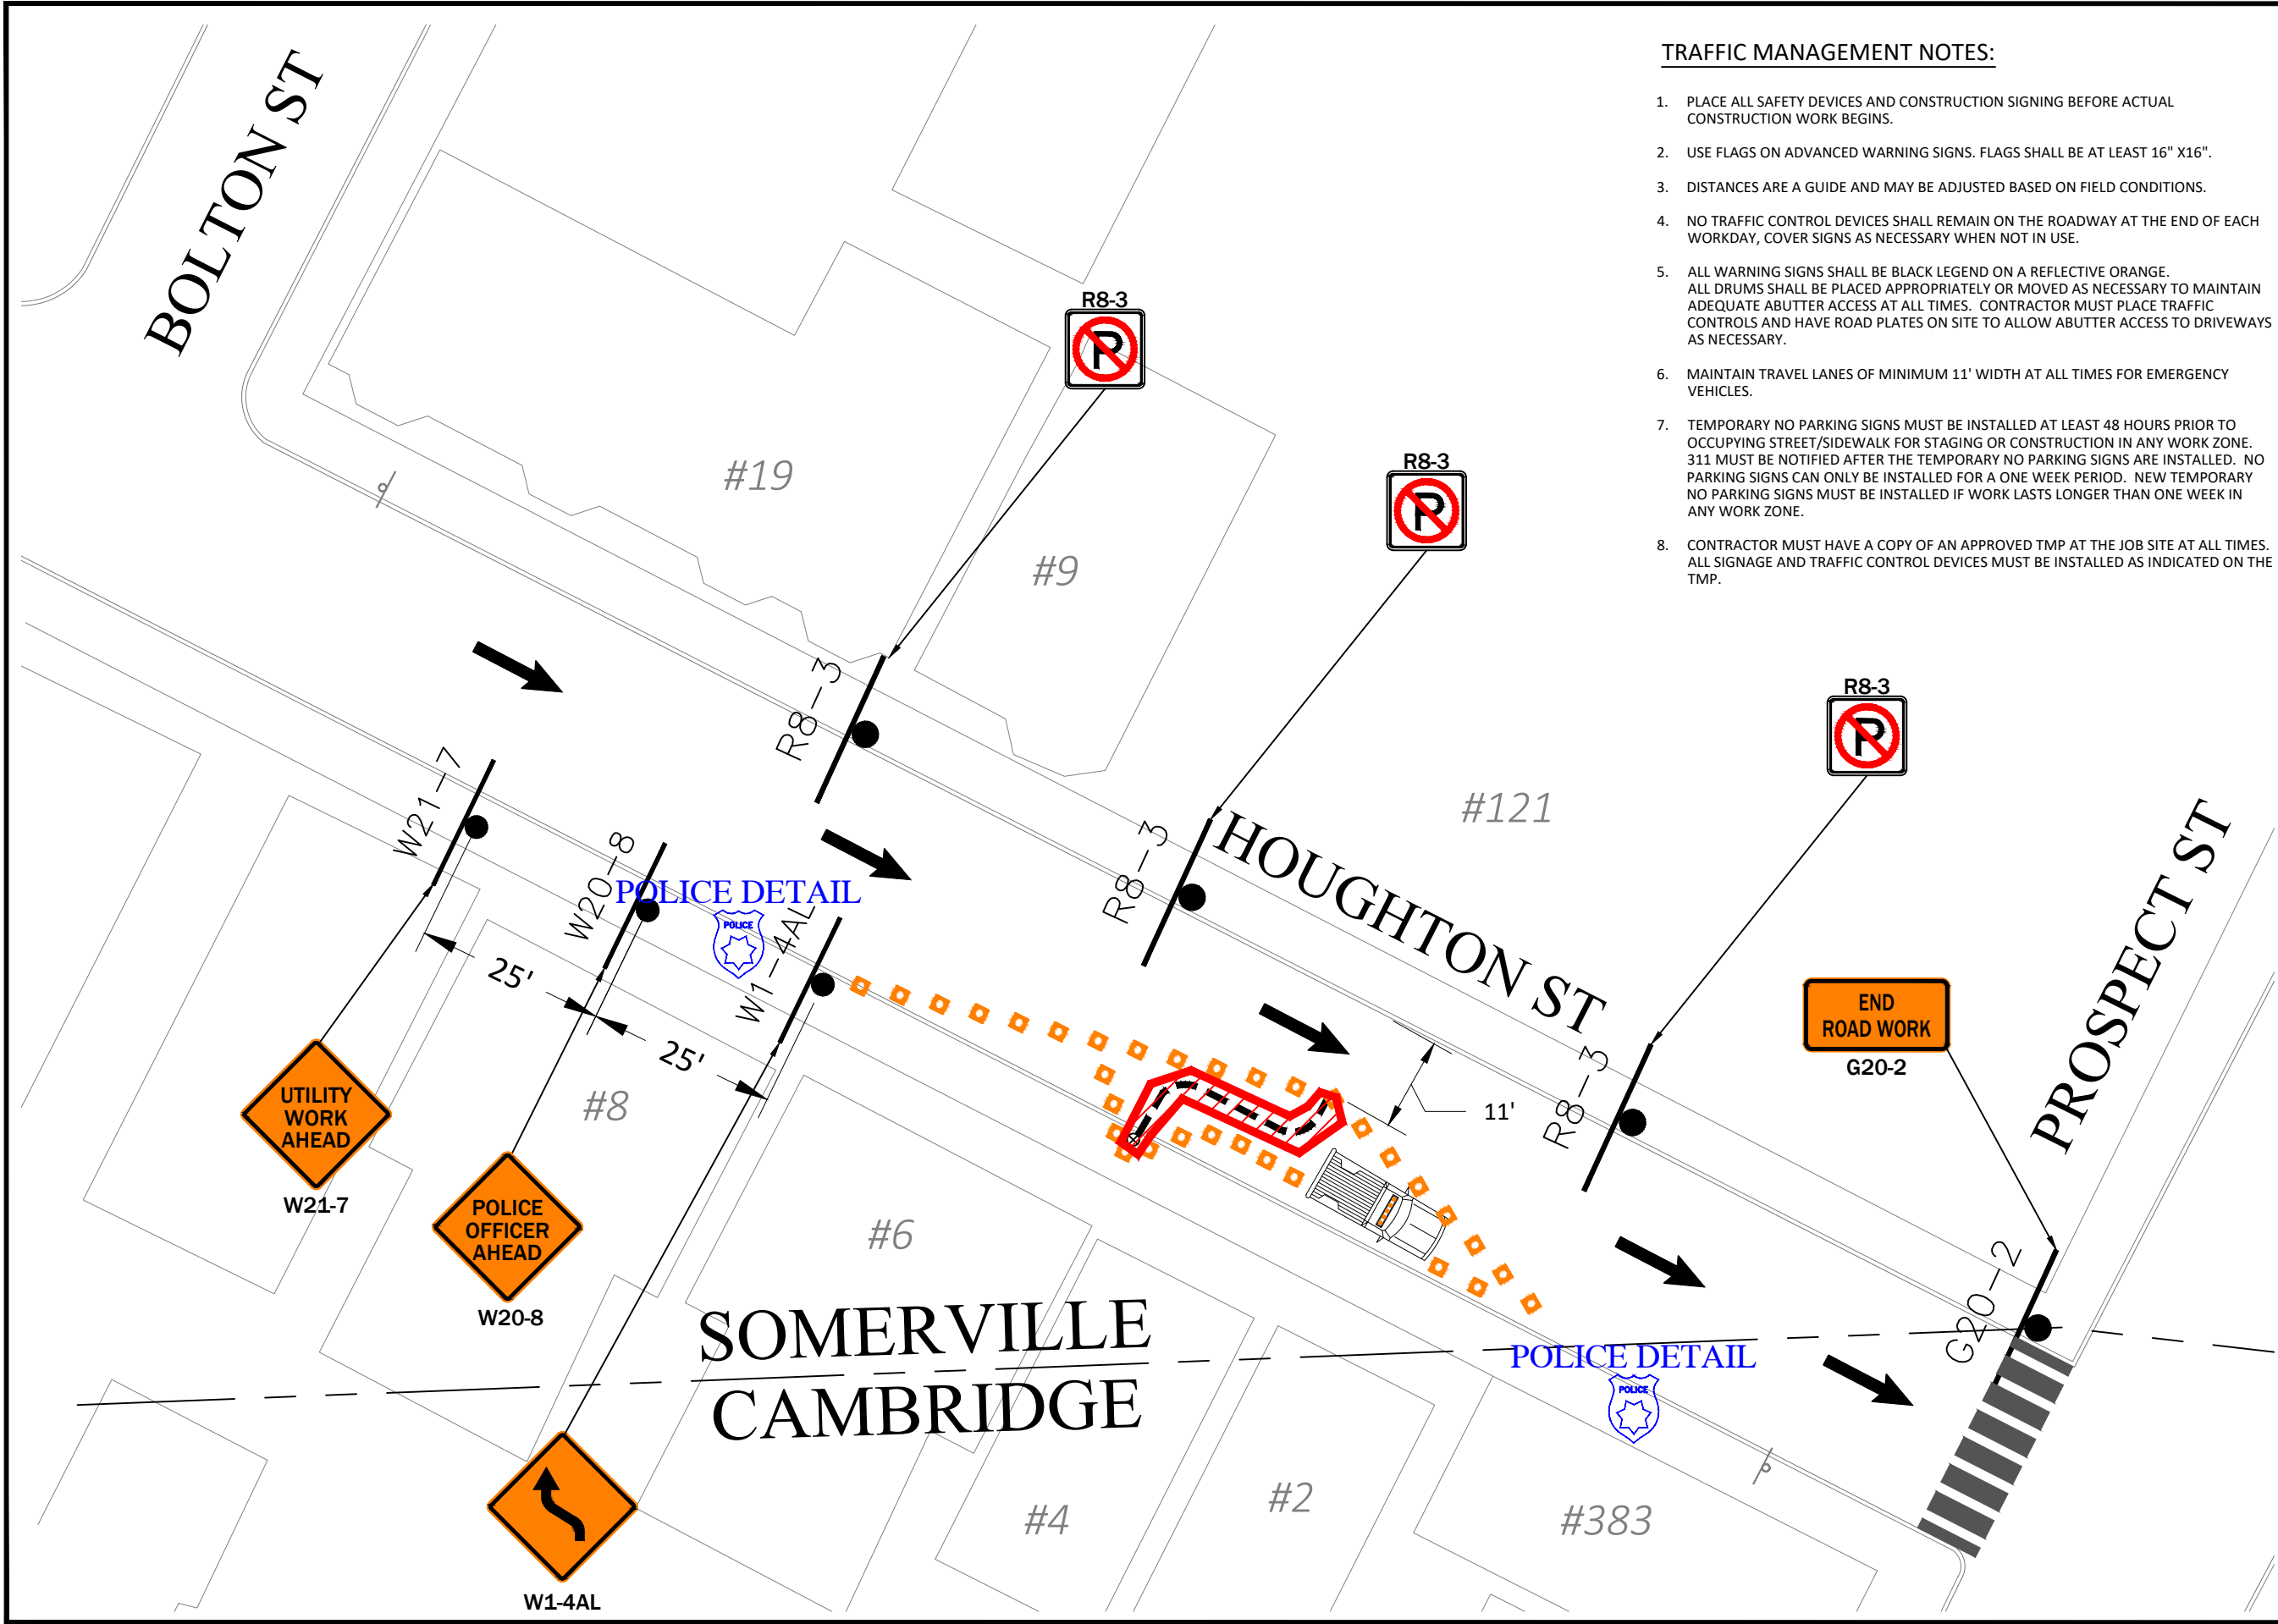 TRAFFIC MANAGEMENT NOTES:
1. PLACE ALL SAFETY DEVICES AND CONSTRUCTION SIGNING BEFORE ACTUAL
CONSTRUCTION WORK BEGINS.
2. USE FLAGS ON ADVANCED WARNING SIGNS. FLAGS SHALL BE AT LEAST 16" X16".
3. DISTANCES ARE A GUIDE AND MAY BE ADJUSTED BASED ON FIELD CONDITIONS.
4. NO TRAFFIC CONTROL DEVICES SHALL REMAIN ON THE ROADWAY AT THE END OF EACH
WORKDAY, COVER SIGNS AS NECESSARY WHEN NOT IN USE.
5. ALL WARNING SIGNS SHALL BE BLACK LEGEND ON A REFLECTIVE ORANGE.
ALL DRUMS SHALL BE PLACED APPROPRIATELY OR MOVED AS NECESSARY TO MAINTAIN
ADEQUATE ABUTTER ACCESS AT ALL TIMES. CONTRACTOR MUST PLACE TRAFFIC
CONTROLS AND HAVE ROAD PLATES ON SITE TO ALLOW ABUTTER ACCESS TO DRIVEWAYS
AS NECESSARY.
6. MAINTAIN TRAVEL LANES OF MINIMUM 11' WIDTH AT ALL TIMES FOR EMERGENCY
VEHICLES.
7. TEMPORARY NO PARKING SIGNS MUST BE INSTALLED AT LEAST 48 HOURS PRIOR TO
OCCUPYING STREET/SIDEWALK FOR STAGING OR CONSTRUCTION IN ANY WORK ZONE.
311 MUST BE NOTIFIED AFTER THE TEMPORARY NO PARKING SIGNS ARE INSTALLED. NO
PARKING SIGNS CAN ONLY BE INSTALLED FOR A ONE WEEK PERIOD. NEW TEMPORARY
NO PARKING SIGNS MUST BE INSTALLED IF WORK LASTS LONGER THAN ONE WEEK IN
ANY WORK ZONE.
8. CONTRACTOR MUST HAVE A COPY OF AN APPROVED TMP AT THE JOB SITE AT ALL TIMES.
ALL SIGNAGE AND TRAFFIC CONTROL DEVICES MUST BE INSTALLED AS INDICATED ON THE
TMP.
BOLTON ST
R8-3
P
R8-3
P
R8-3
P
#19
#9
#121
R8-3
R8-3
R8-3
HOUGHTON ST
PROSPECT ST
W21-7
W20-8
W1-4AL
POLICE DETAIL
POLICE
25'
25'
11'
END
ROAD WORK
G20-2
G20-2
UTILITY
WORK
AHEAD
W21-7
POLICE
OFFICER
AHEAD
W20-8
#8
#6
SOMERVILLE
CAMBRIDGE
POLICE DETAIL
POLICE
#4
#2
#383
W1-4AL